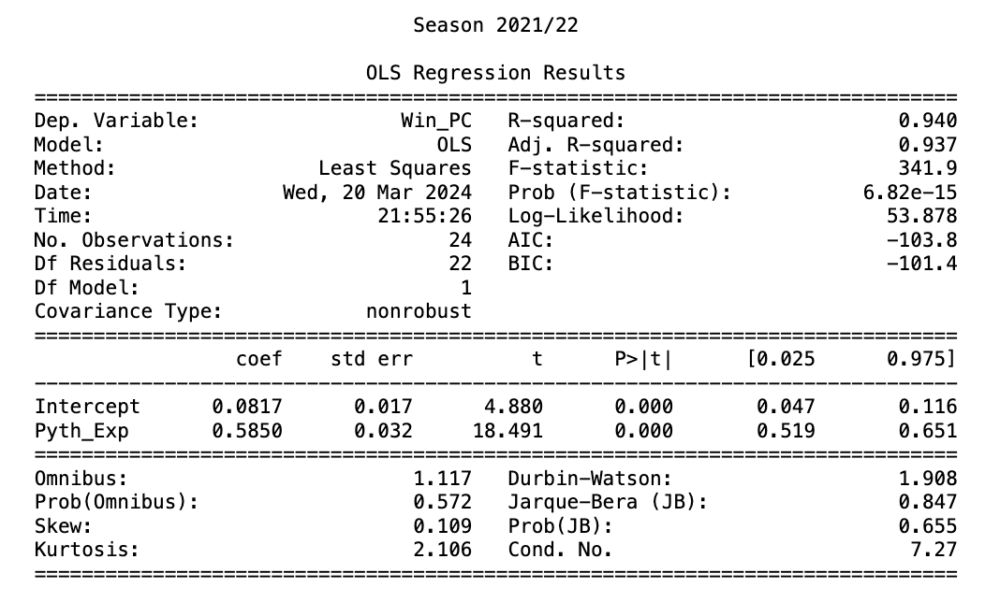 Season 2021/22
OLS Regression Results
==============================================================================
Dep. Variable: Win_PC R-squared: 0.940
Model: OLS Adj. R-squared: 0.937
Method: Least Squares F-statistic: 341.9
Date: Wed, 20 Mar 2024 Prob (F-statistic): 6.82e-15
Time: 21:55:26 Log-Likelihood: 53.878
No. Observations: 24 AIC: -103.8
Df Residuals: 22 BIC: -101.4
Df Model: 1
Covariance Type: nonrobust
==============================================================================
coef std err t P>|t| [0.025 0.975]
------------------------------------------------------------------------------
Intercept 0.0817 0.017 4.880 0.000 0.047 0.116
Pyth_Exp 0.5850 0.032 18.491 0.000 0.519 0.651
==============================================================================
Omnibus: 1.117 Durbin-Watson: 1.908
Prob(Omnibus): 0.572 Jarque-Bera (JB): 0.847
Skew: 0.109 Prob(JB): 0.655
Kurtosis: 2.106 Cond. No. 7.27
==============================================================================